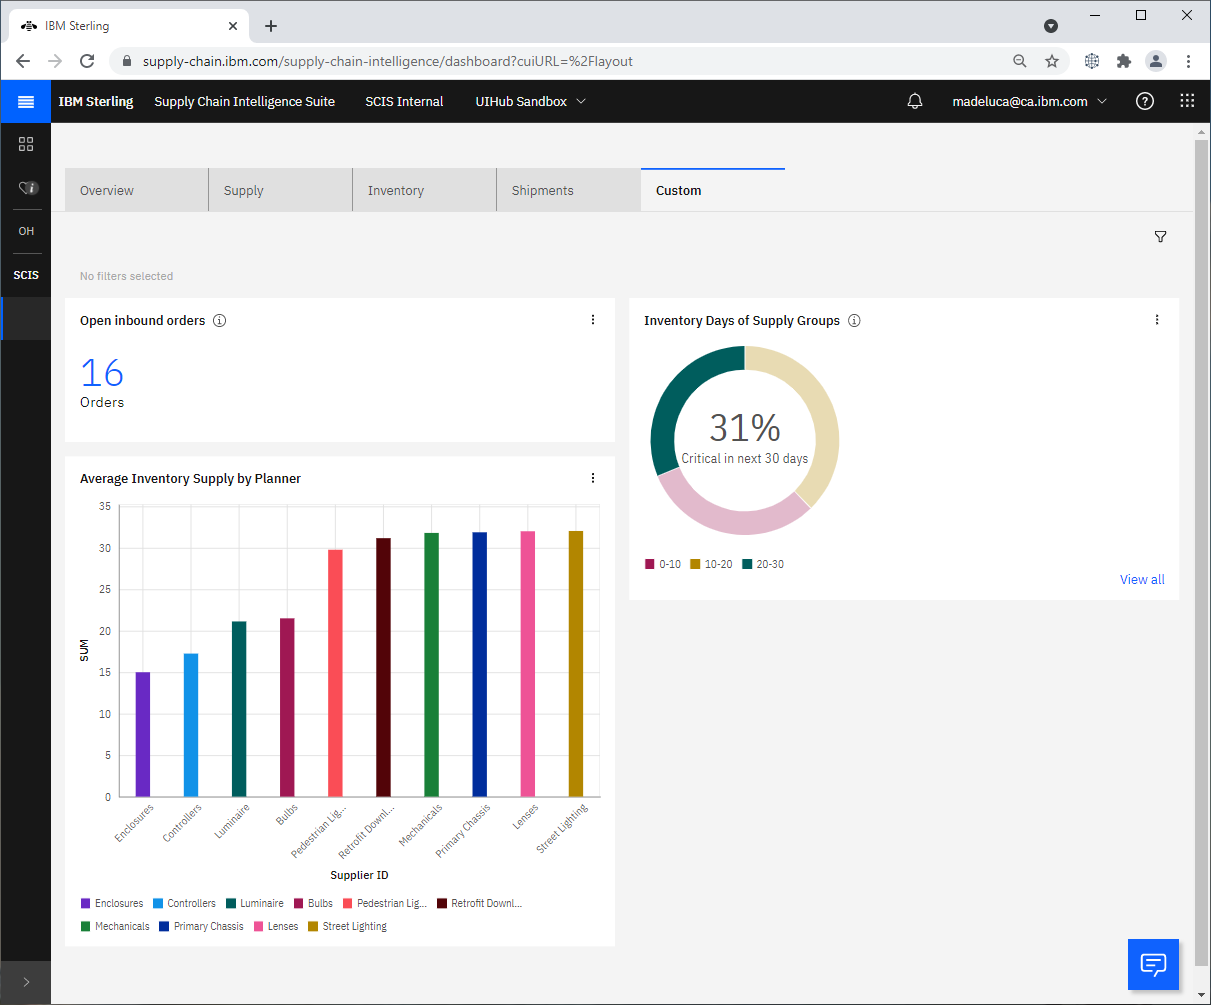 IBM Sterling
supply-chain.ibm.com/supply-chain-intelligence/dashboard?cuiURL=%2Flayout
IBM Sterling Supply Chain Intelligence Suite SCIS Internal UIHub Sandbox madeluca@ca.ibm.com
OH
SCIS
Overview Supply Inventory Shipments Custom
No filters selected
Open inbound orders
16
Orders
Inventory Days of Supply Groups
31%
Critical in next 30 days
0-10 10-20 20-30
View all
Average Inventory Supply by Planner
35
30
25
20
15
10
5
0
SUM
Enclosures Controllers Luminaire Bulbs Pedestrian Lig... Retrofit Downl... Mechanicals Primary Chassis Lenses Street Lighting
Supplier ID
Enclosures Controllers Luminaire Bulbs Pedestrian Lig... Retrofit Downl...
Mechanicals Primary Chassis Lenses Street Lighting